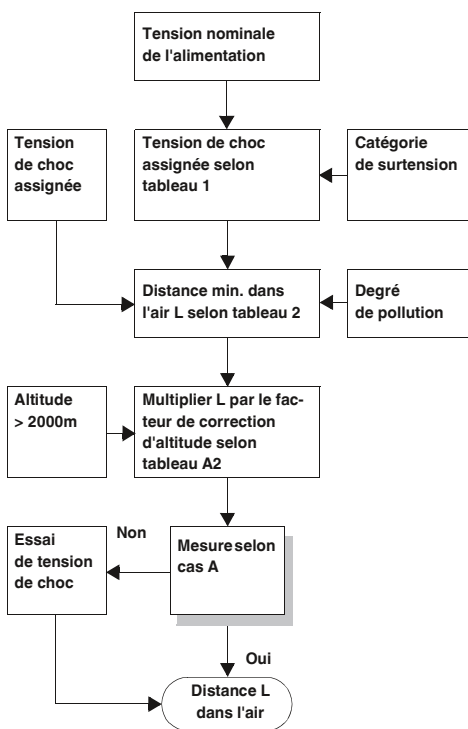 Tension nominale
de l'alimentation
Tension
de choc
assignée
Tension de choc
assignée selon
tableau 1
Catégorie
de surtension
Distance min. dans
l'air L selon tableau 2
Degré
de pollution
Altitude
> 2000m
Multiplier L par le fac-
teur de correction
d'altitude selon
tableau A2
Essai
de tension
de choc
Non
Mesure selon
cas A
Oui
Distance L
dans l'air